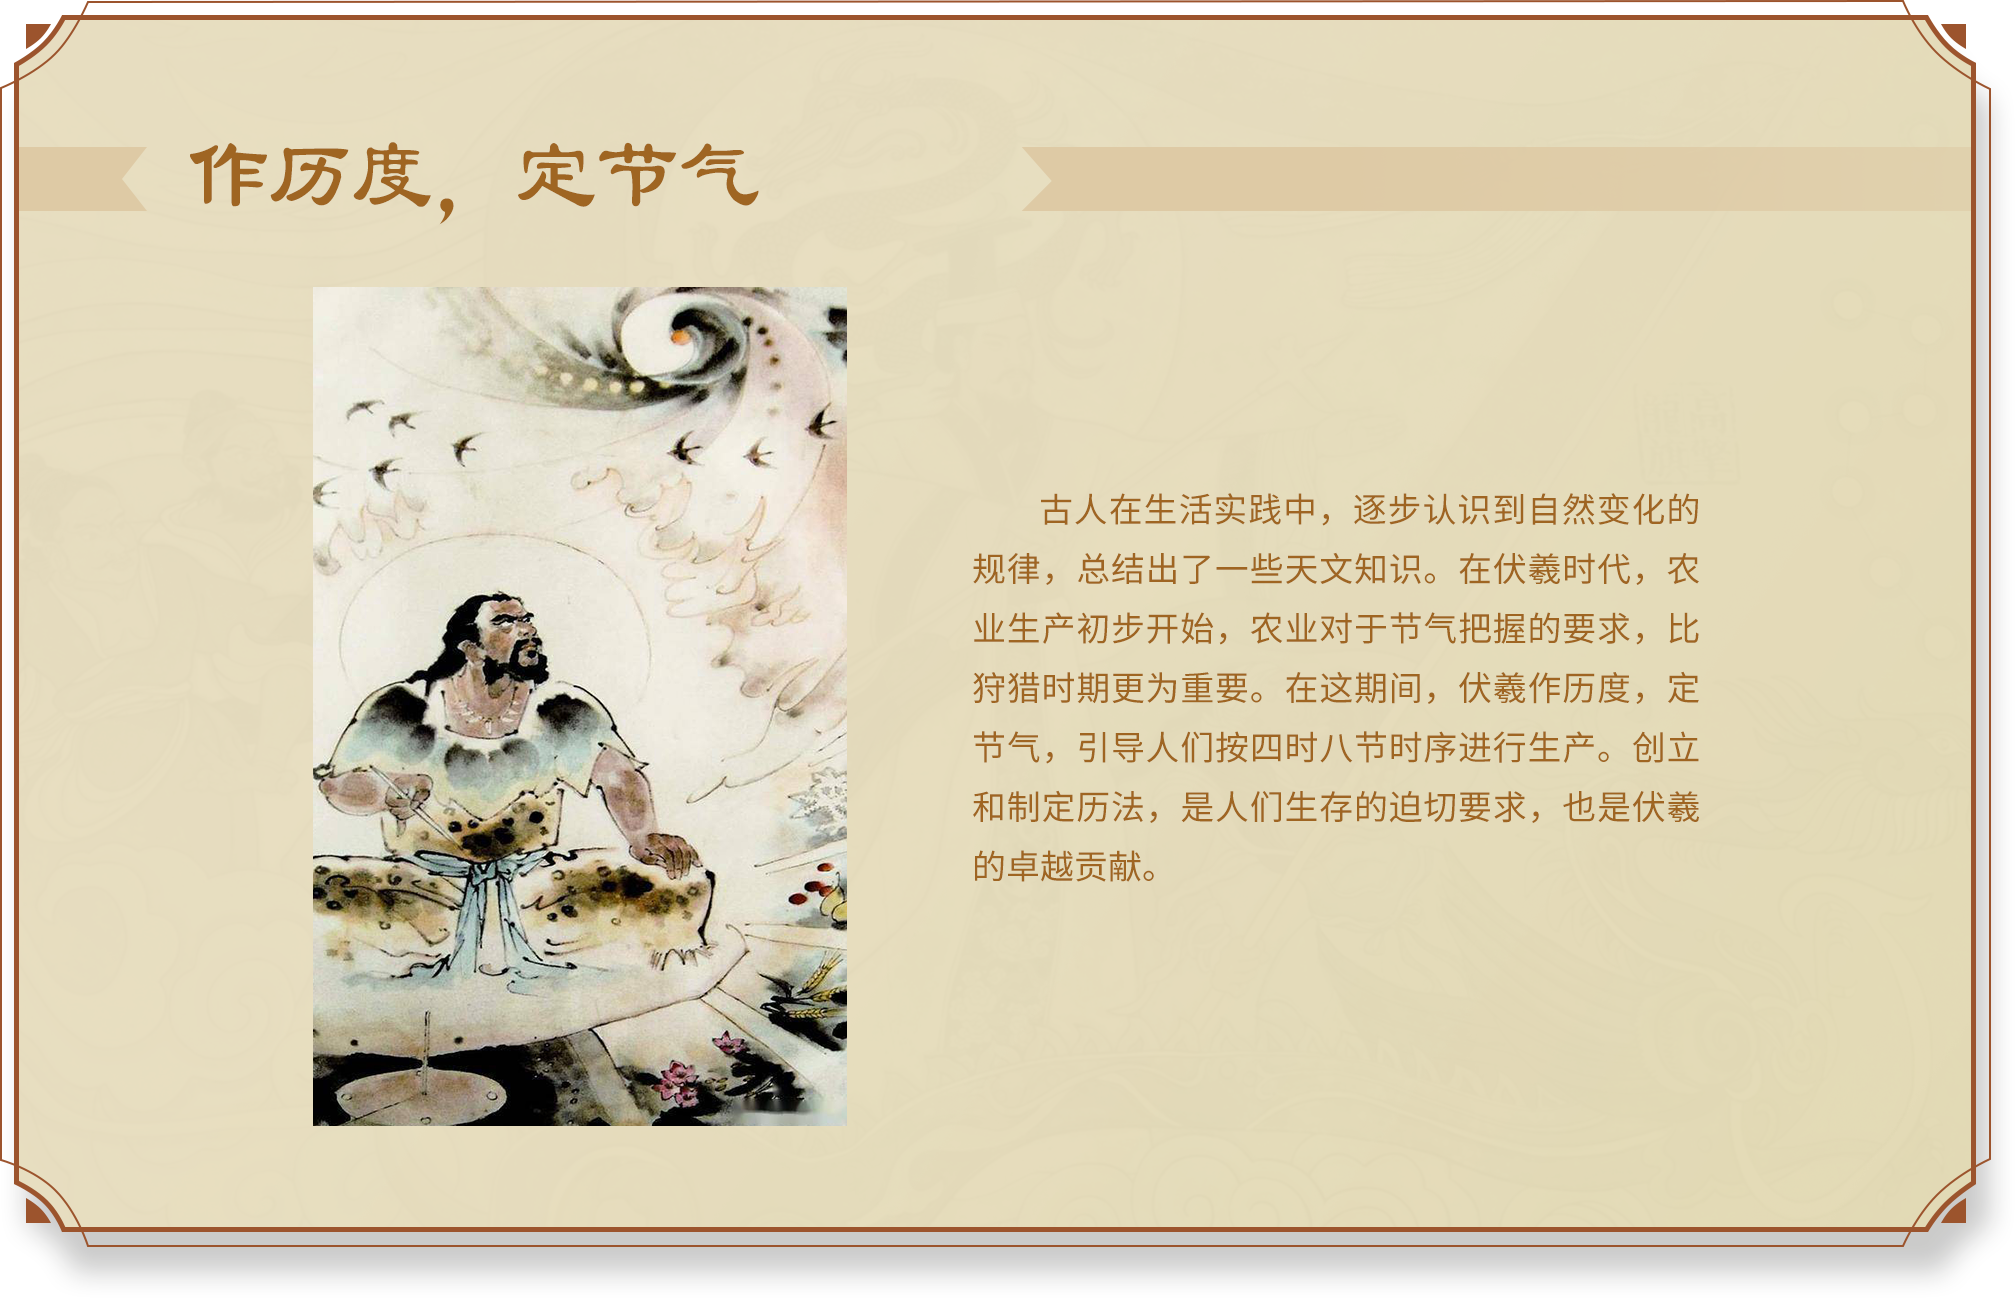 作历度，定节气
古人在生活实践中，逐步认识到自然变化的
规律，总结出了一些天文知识。在伏羲时代，农
业生产初步开始，农业对于节气把握的要求，比
狩猎时期更为重要。在这期间，伏羲作历度，定
节气，引导人们按四时八节时序进行生产。创立
和制定历法，是人们生存的迫切要求，也是伏羲
的卓越贡献。